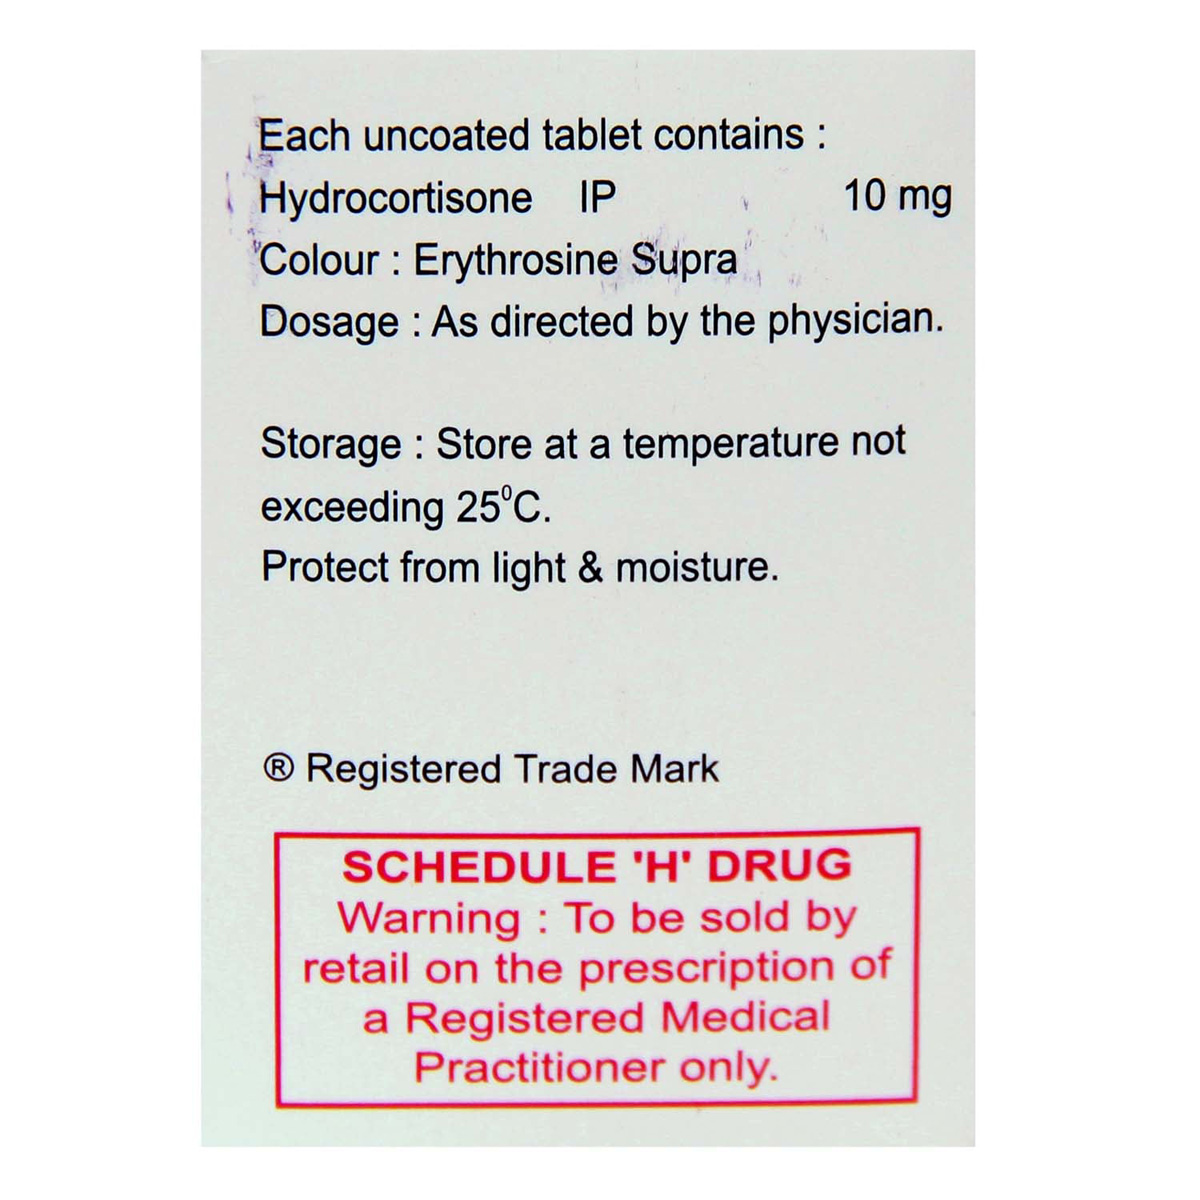 Each uncoated tablet contains :
Hydrocortisone IP 10 mg
Colour : Erythrosine Supra
Dosage : As directed by the physician.
Storage : Store at a temperature not
exceeding 25⁰C.
Protect from light & moisture.
® Registered Trade Mark
SCHEDULE 'H' DRUG
Warning : To be sold by
retail on the prescription of
a Registered Medical
Practitioner only.